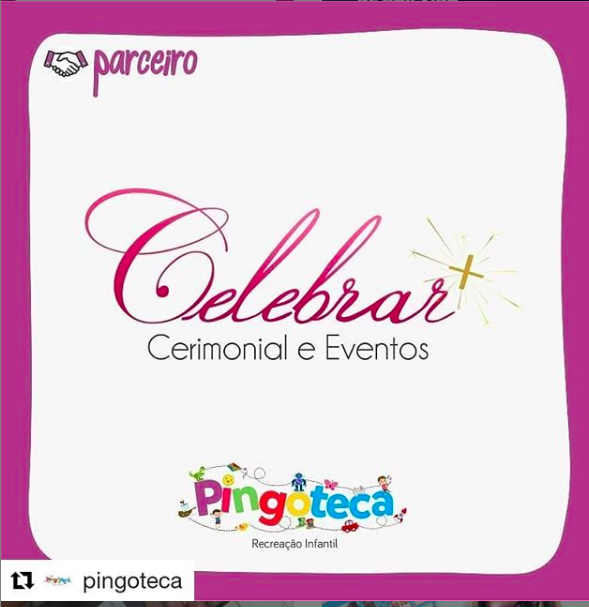 parceiro
Celebrar+
Cerimonial e Eventos
Pingoteca
Recreação Infantil
pingoteca